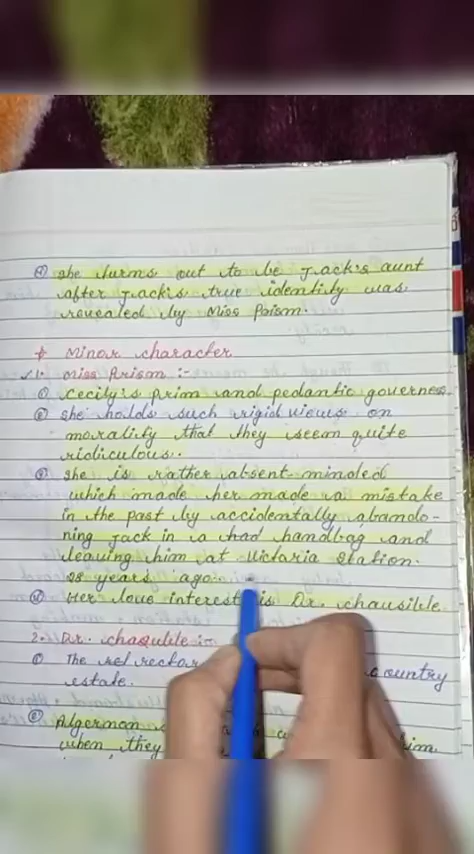 ④ she turns out to be Jack's aunt
after Jack's true identity was
revealed by Miss Prism.
* Minor character
1. Miss Prism :-
① Cecily's prim and pedantic governess.
② she holds such rigid views on
morality that they seem quite
ridiculous.
③ she is rather absent-minded
which made her made a mistake
in the past by accidentally abando-
ning Jack in a had handbag and
leaving him at Victaria station.
28 years ago.
④ Her love interest is Dr. chausible
2. Dr. chasuble :-
① The rector country
estate.
② Algernon
when they